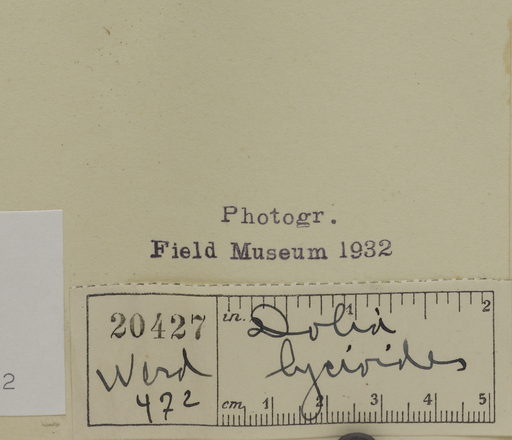 Photogr.
Field Museum 1932
2
20427
Werd
472
in. 1 2
Dolia
lycioides
cm 1 2 3 4 5